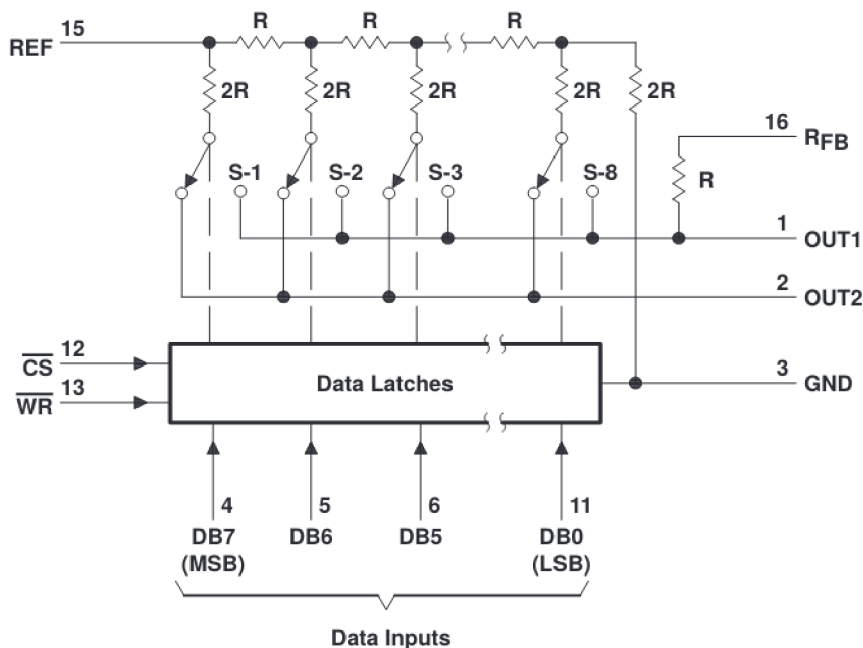 R R R
15
REF
2R 2R 2R 2R 2R
16
RFB
S-1 S-2 S-3 S-8
R
1
OUT1
2
OUT2
12
CS
13
WR
Data Latches
3
GND
4 5 6 11
DB7 DB6 DB5 DB0
(MSB) (LSB)
Data Inputs